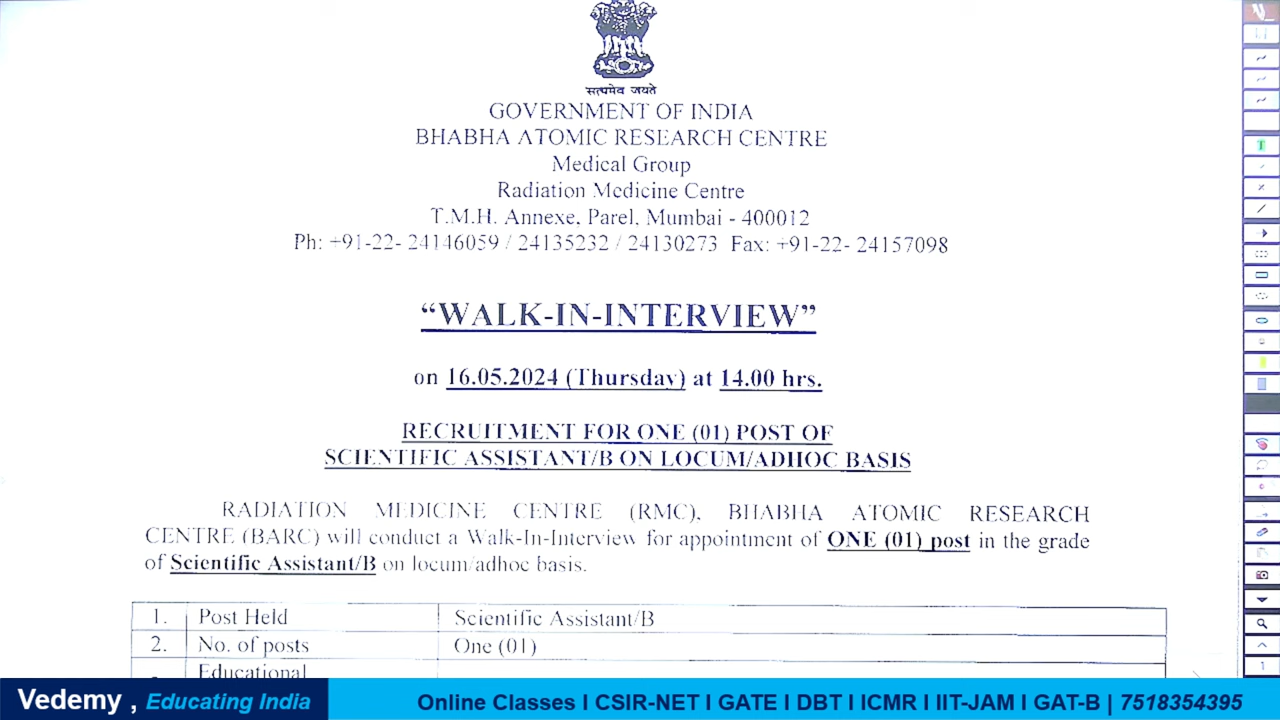 सत्यमेव जयते
GOVERNMENT OF INDIA
BHABHA ATOMIC RESEARCH CENTRE
Medical Group
Radiation Medicine Centre
T.M.H. Annexe, Parel, Mumbai - 400012
Ph: +91-22- 24146059 / 24135232 / 24130273 Fax: +91-22- 24157098
“WALK-IN-INTERVIEW”
on 16.05.2024 (Thursday) at 14.00 hrs.
RECRUITMENT FOR ONE (01) POST OF
SCIENTIFIC ASSISTANT/B ON LOCUM/ADHOC BASIS
RADIATION MEDICINE CENTRE (RMC), BHABHA ATOMIC RESEARCH
CENTRE (BARC) will conduct a Walk-In-Interview for appointment of ONE (01) post in the grade
of Scientific Assistant/B on locum/adhoc basis.
1. Post Held Scientific Assistant/B
2. No. of posts One (01)
Educational
Vedemy , Educating India Online Classes I CSIR-NET I GATE I DBT I ICMR I IIT-JAM I GAT-B | 7518354395